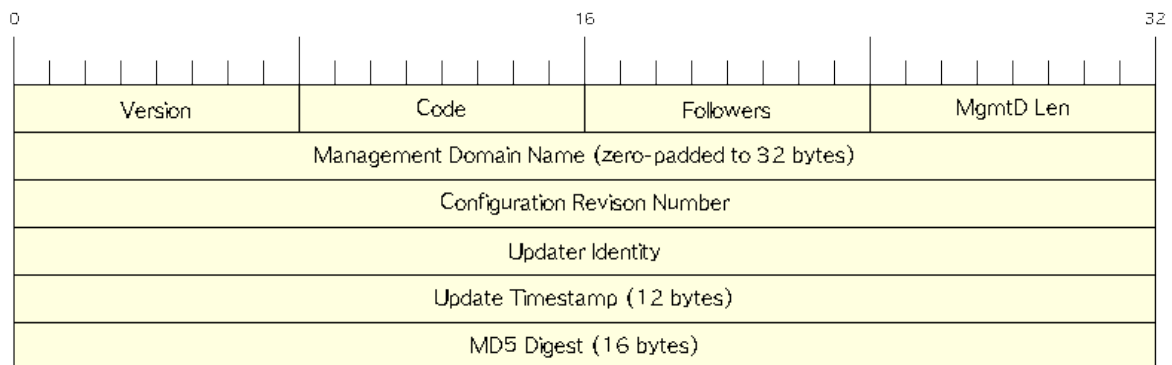 0 16 32
Version Code Followers MgmtD Len
Management Domain Name (zero-padded to 32 bytes)
Configuration Revison Number
Updater Identity
Update Timestamp (12 bytes)
MD5 Digest (16 bytes)